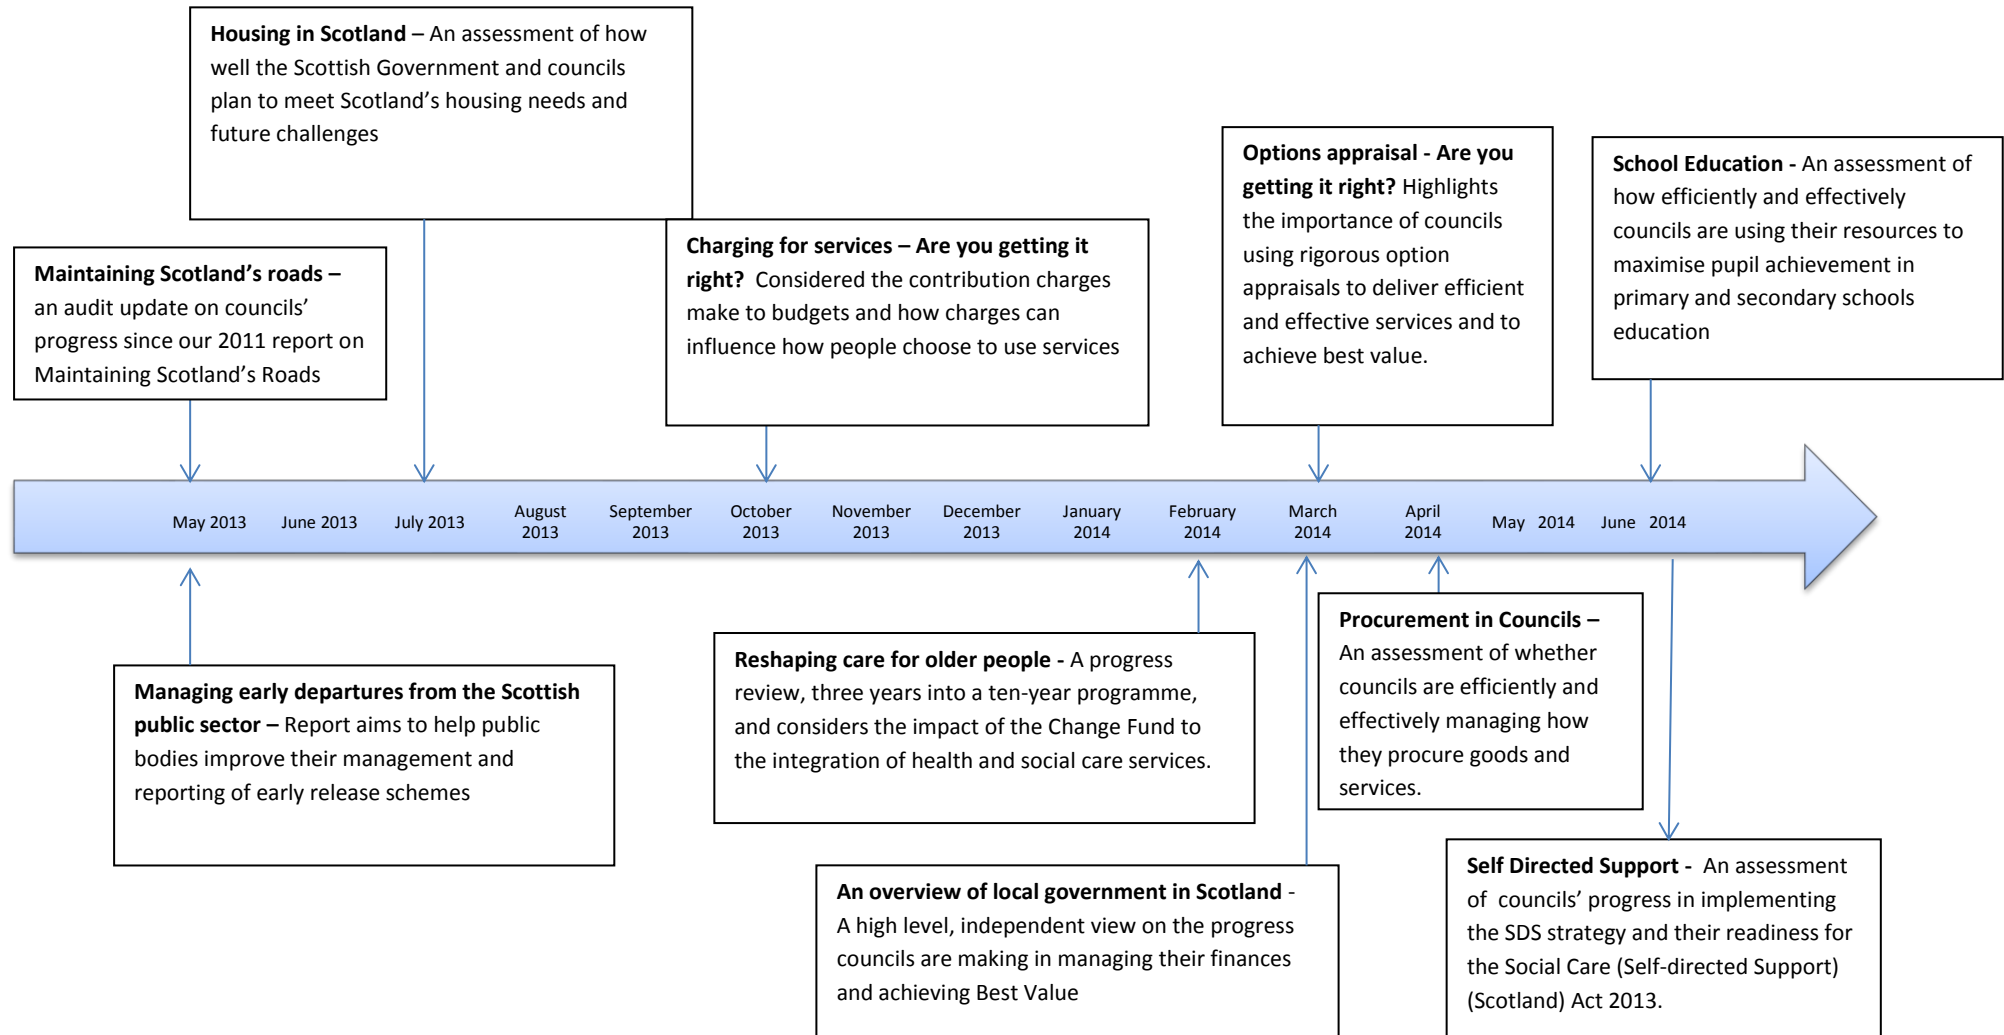 Housing in Scotland – An assessment of how
well the Scottish Government and councils
plan to meet Scotland's housing needs and
future challenges
Maintaining Scotland's roads –
an audit update on councils'
progress since our 2011 report on
Maintaining Scotland's Roads
Charging for services – Are you getting it
right?  Considered the contribution charges
make to budgets and how charges can
influence how people choose to use services
Options appraisal - Are you
getting it right? Highlights
the importance of councils
using rigorous option
appraisals to deliver efficient
and effective services and to
achieve best value.
School Education - An assessment of
how efficiently and effectively
councils are using their resources to
maximise pupil achievement in
primary and secondary schools
education
May 2013
June 2013
July 2013
August
2013
September
2013
October
2013
November
2013
December
2013
January
2014
February
2014
March
2014
April
2014
May   2014
June   2014
Managing early departures from the Scottish
public sector – Report aims to help public
bodies improve their management and
reporting of early release schemes
Reshaping care for older people - A progress
review, three years into a ten-year programme,
and considers the impact of the Change Fund to
the integration of health and social care services.
An overview of local government in Scotland -
A high level, independent view on the progress
councils are making in managing their finances
and achieving Best Value
Procurement in Councils –
An assessment of whether
councils are efficiently and
effectively managing how
they procure goods and
services.
Self Directed Support -  An assessment
of  councils' progress in implementing
the SDS strategy and their readiness for
the Social Care (Self-directed Support)
(Scotland) Act 2013.